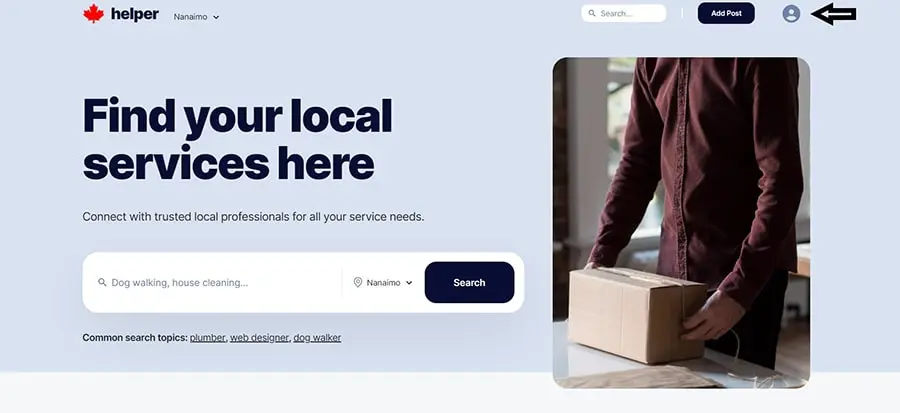 helper
Nanaimo
Search...
Add Post
Find your local
services here
Connect with trusted local professionals for all your service needs.
Dog walking, house cleaning...
Nanaimo
Search
Common search topics: plumber, web designer, dog walker